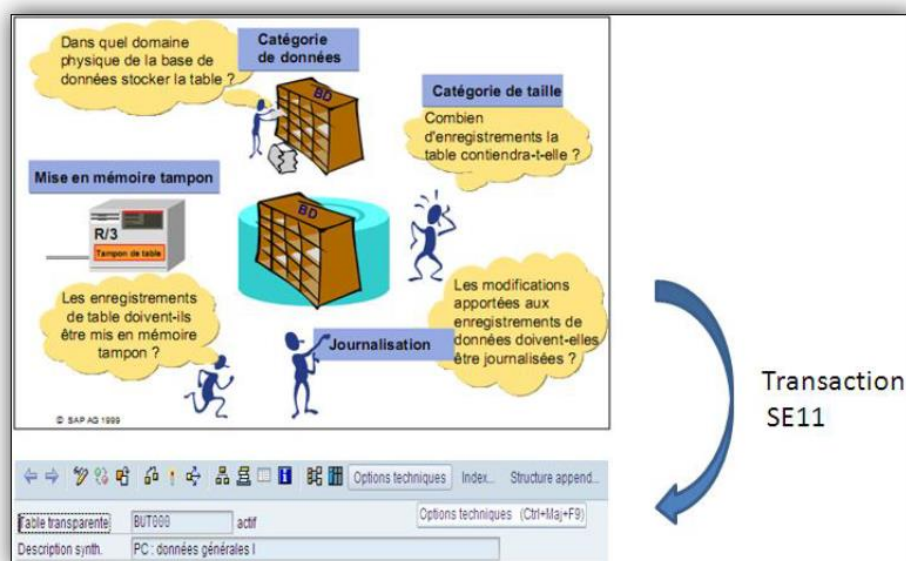 Dans quel domaine
physique de la base de
données stocker la table ?
Catégorie
de données
BD
Catégorie de taille
Combien
d'enregistrements la
table contiendra-t-elle ?
Mise en mémoire tampon
R/3
Tampon de table
BD
Les enregistrements
de table doivent-ils
être mis en mémoire
tampon ?
Journalisation
Les modifications
apportées aux
enregistrements de
données doivent-elles
être journalisées ?
© SAP AG 1999
Transaction
SE11
Options techniques Index... Structure append...
Table transparente BUT000 actif
Options techniques (Ctrl+Maj+F9)
Description synth. PC : données générales I